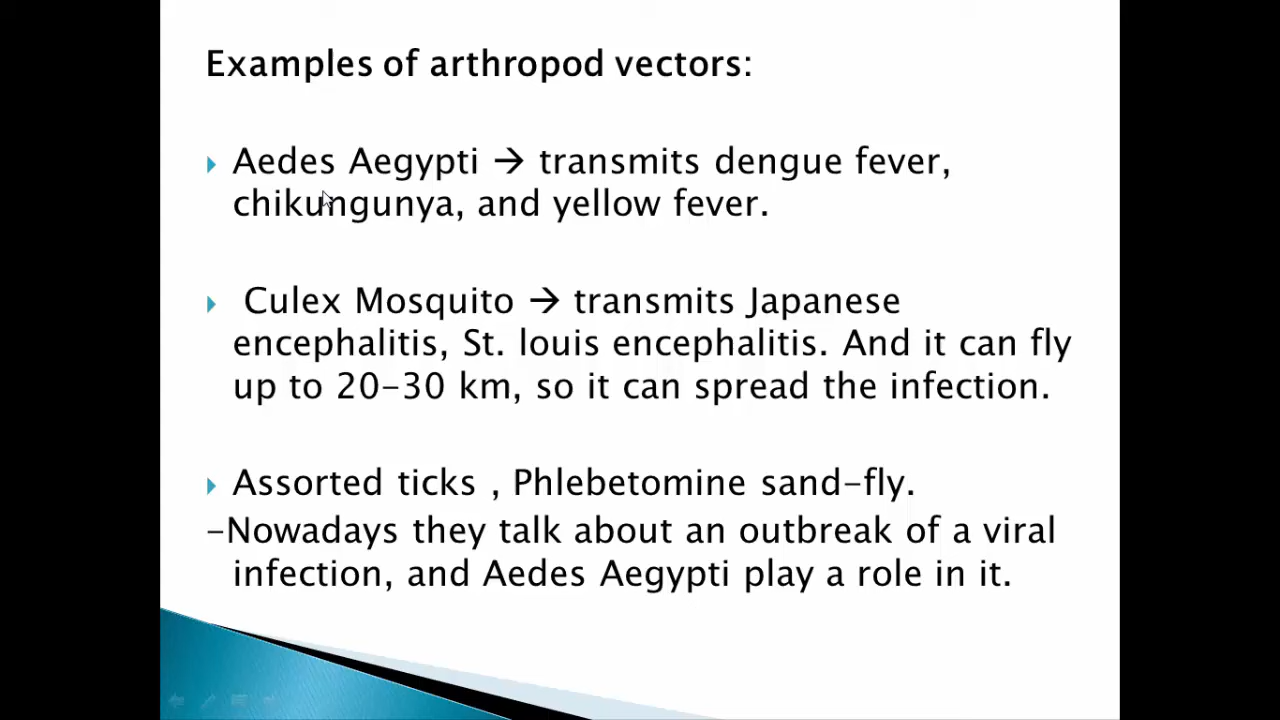 Examples of arthropod vectors:
Aedes Aegypti → transmits dengue fever,
chikungunya, and yellow fever.
Culex Mosquito → transmits Japanese
encephalitis, St. louis encephalitis. And it can fly
up to 20-30 km, so it can spread the infection.
Assorted ticks , Phlebetomine sand-fly.
-Nowadays they talk about an outbreak of a viral
infection, and Aedes Aegypti play a role in it.